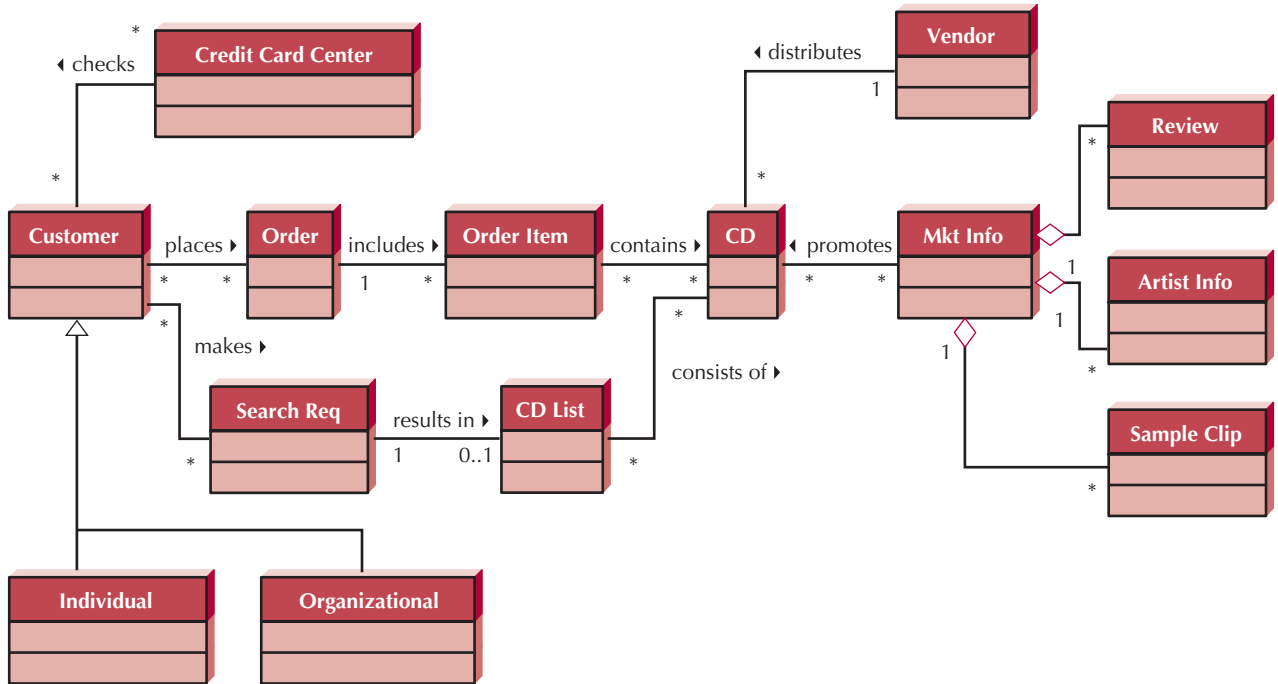 *
Credit Card Center
◂ checks
*
Vendor
◂ distributes
1
*
Review
*
Customer
places ▸
* *
Order
includes ▸
1 *
Order Item
contains ▸
* *
CD
◂ promotes
* *
Mkt Info
1
1
Artist Info
*
*
makes ▸
*
*
consists of ▸
*
1
Search Req
results in ▸
1 0..1
CD List
Sample Clip
*
Individual
Organizational